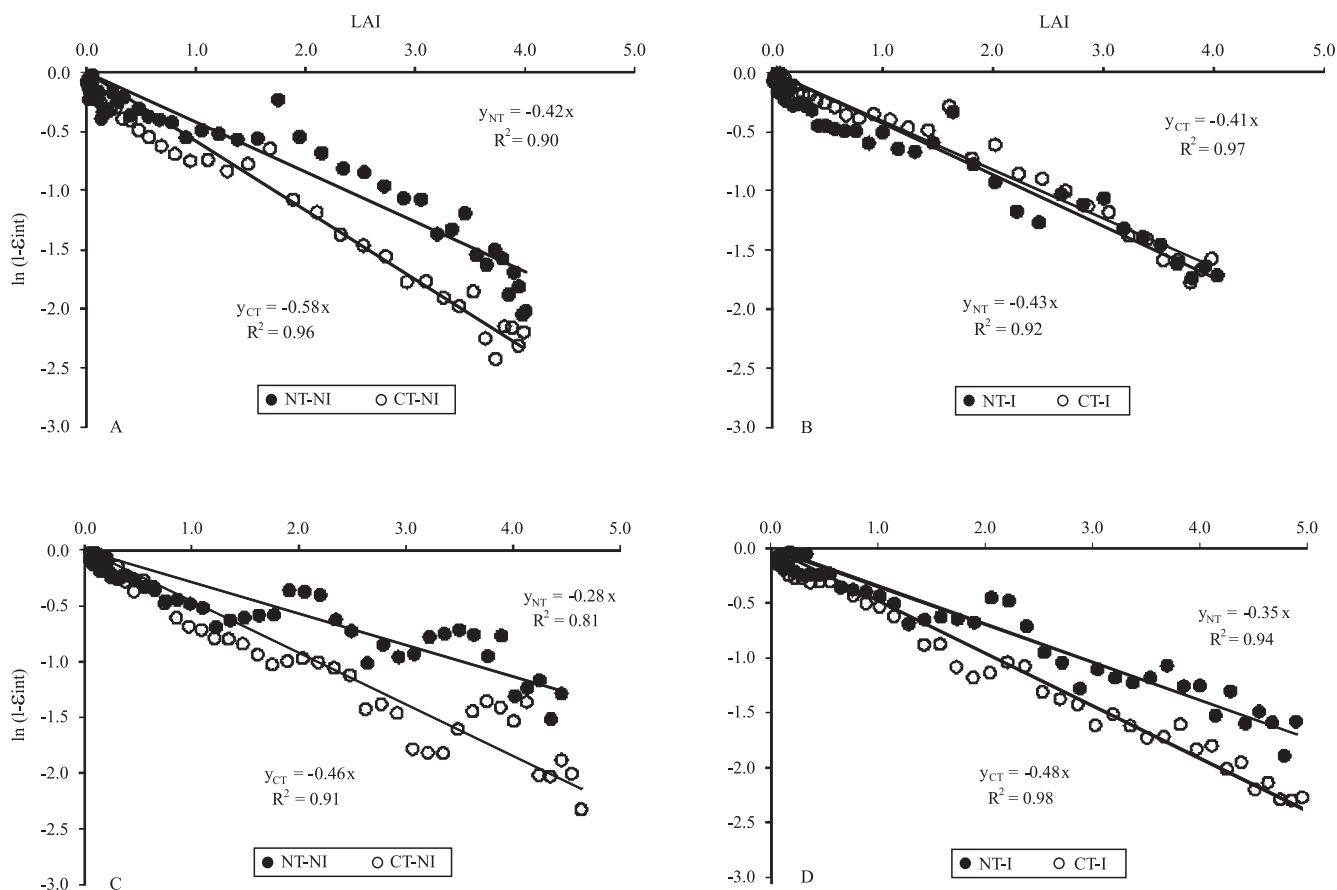 LAI
0.0 1.0 2.0 3.0 4.0 5.0
0.0
-0.5
-1.0
-1.5
-2.0
-2.5
-3.0
ln (l-εint)
y_NT = -0.42x
R² = 0.90
y_CT = -0.58x
R² = 0.96
NT-NI CT-NI
A
LAI
0.0 1.0 2.0 3.0 4.0 5.0
0.0
-0.5
-1.0
-1.5
-2.0
-2.5
-3.0
y_CT = -0.41x
R² = 0.97
y_NT = -0.43x
R² = 0.92
NT-I CT-I
B
0.0 1.0 2.0 3.0 4.0 5.0
0.0
-0.5
-1.0
-1.5
-2.0
-2.5
-3.0
ln (l-εint)
y_NT = -0.28x
R² = 0.81
y_CT = -0.46x
R² = 0.91
NT-NI CT-NI
C
0.0 1.0 2.0 3.0 4.0 5.0
0.0
-0.5
-1.0
-1.5
-2.0
-2.5
-3.0
y_NT = -0.35x
R² = 0.94
y_CT = -0.48x
R² = 0.98
NT-I CT-I
D